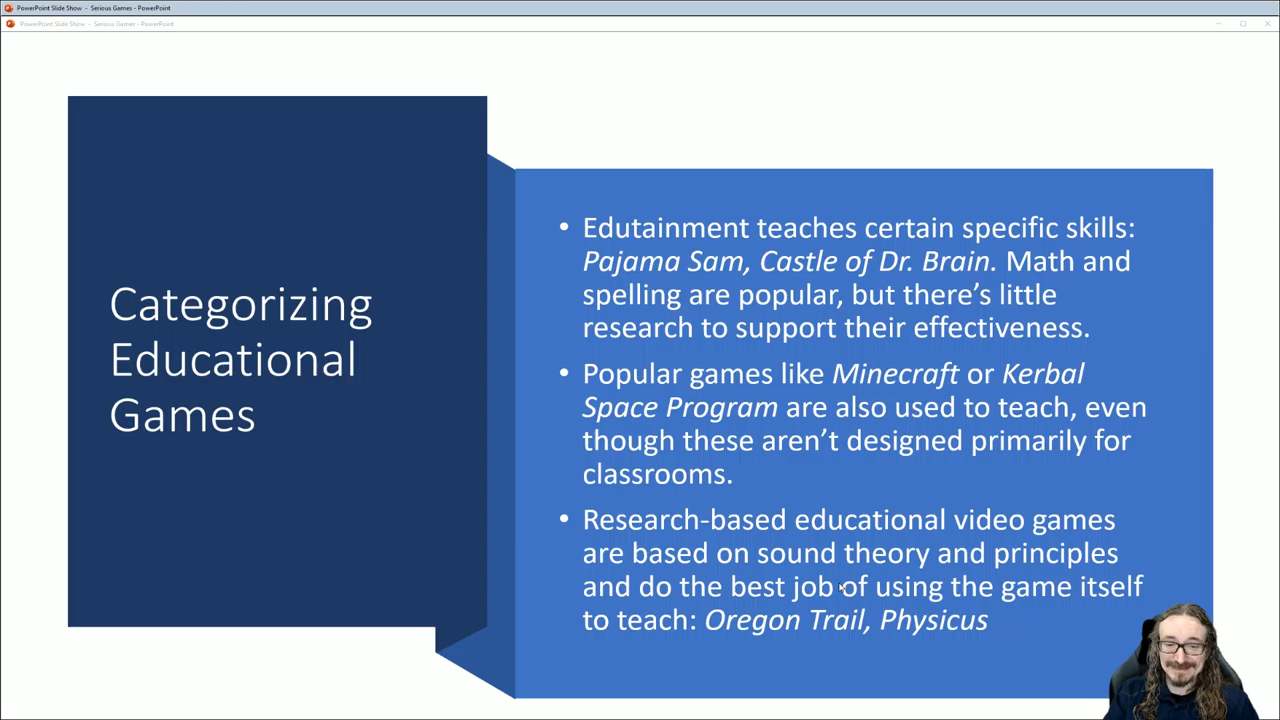 PowerPoint Slide Show - Serious Games - PowerPoint
PowerPoint Slide Show - Serious Games - PowerPoint
Categorizing
Educational
Games
• Edutainment teaches certain specific skills:
Pajama Sam, Castle of Dr. Brain. Math and
spelling are popular, but there’s little
research to support their effectiveness.
• Popular games like Minecraft or Kerbal
Space Program are also used to teach, even
though these aren’t designed primarily for
classrooms.
• Research-based educational video games
are based on sound theory and principles
and do the best job of using the game itself
to teach: Oregon Trail, Physicus